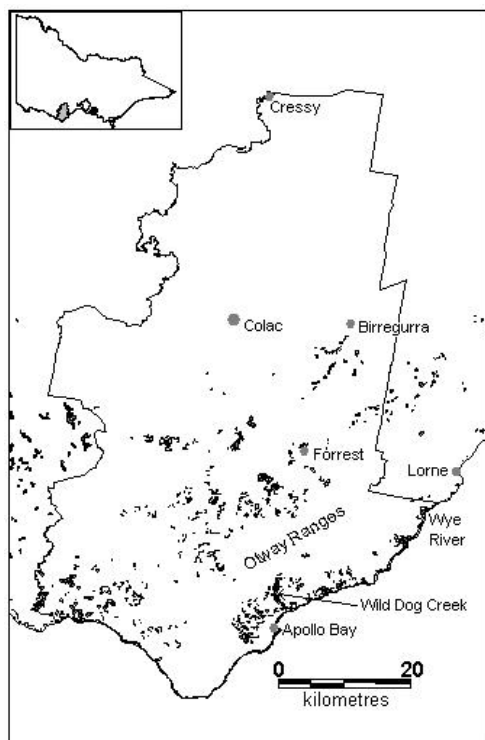 Cressy
Colac
Birregurra
Forrest
Lorne
Wye
River
Otway Ranges
Wild Dog Creek
Apollo Bay
0 20
kilometres